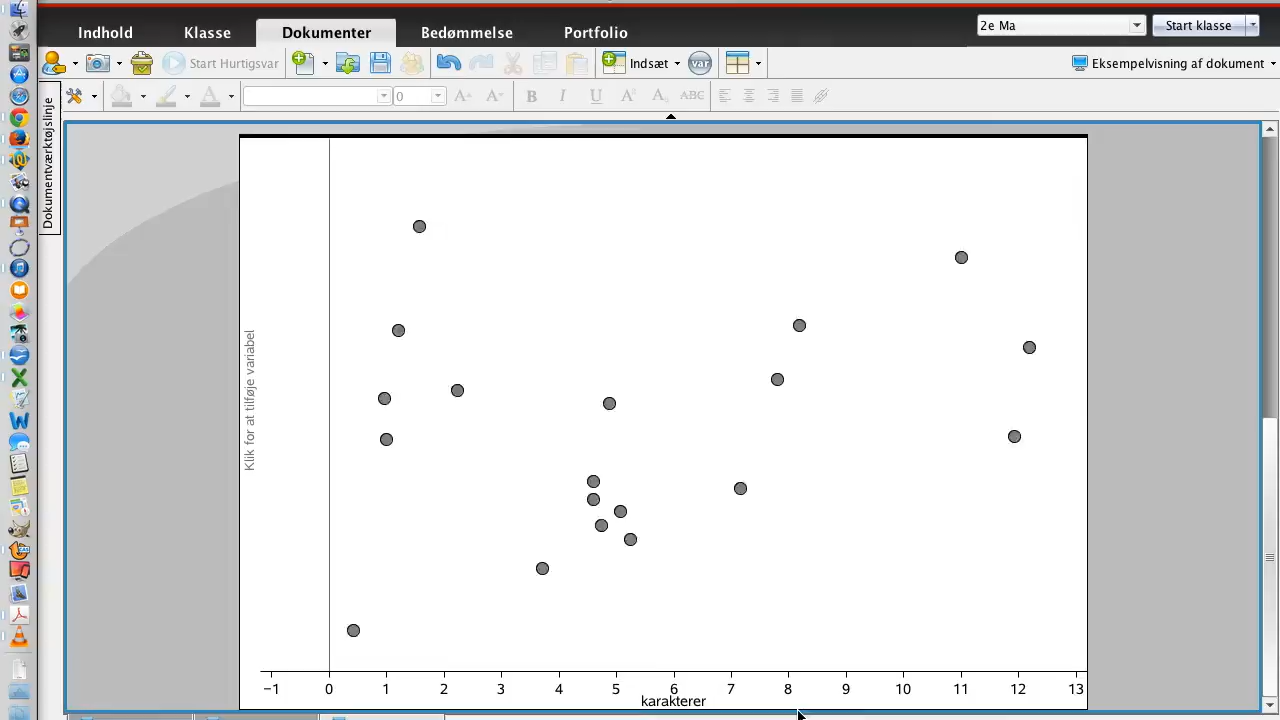 Indhold Klasse Dokumenter Bedømmelse Portfolio 2e Ma Start klasse
Start Hurtigsvar Indsæt var Eksempelvisning af dokument
0 A A B I U A A ABC
Dokumentværktøjslinje
Klik for at tilføje variabel
−1 0 1 2 3 4 5 6 7 8 9 10 11 12 13
karakterer